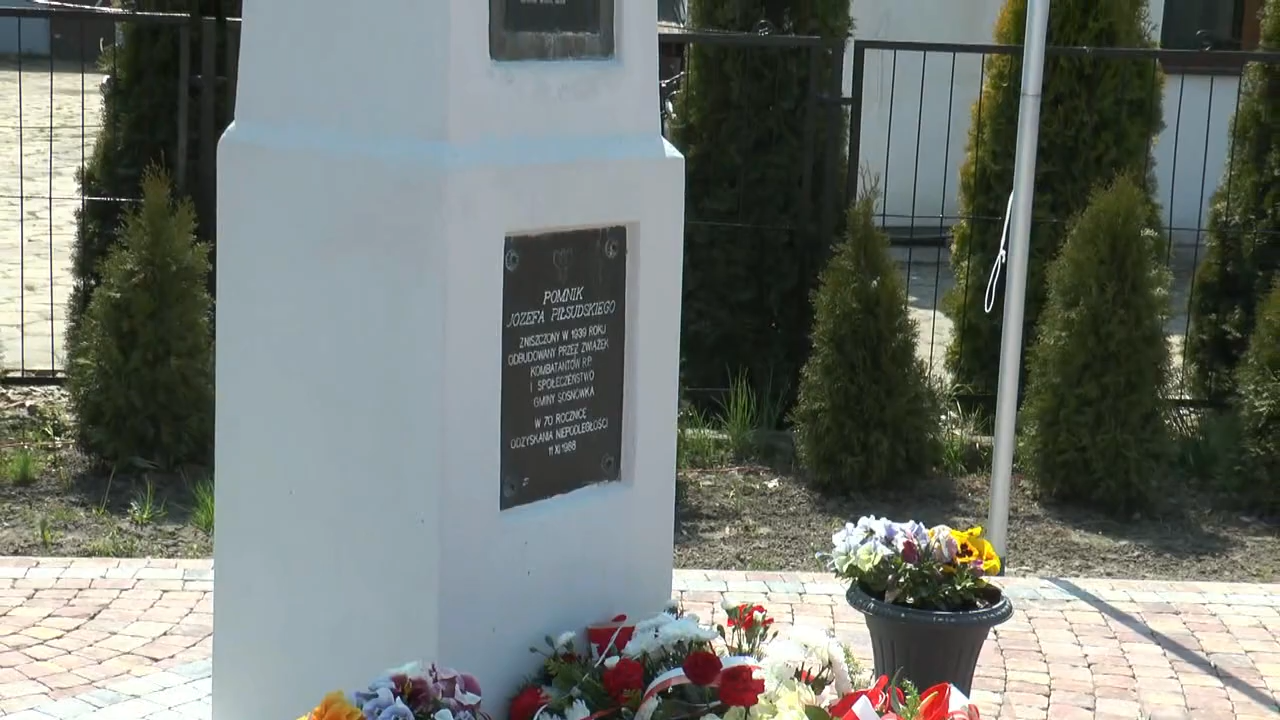 POMNIK
JÓZEFA PIŁSUDSKIEGO
ZNISZCZONY W 1939 ROKU
ODBUDOWANY PRZEZ ZWIĄZEK
KOMBATANTÓW R.P.
I SPOŁECZEŃSTWO
GMINY SOSNÓWKA
W 70 ROCZNICĘ
ODZYSKANIA NIEPODLEGŁOŚCI
11 XI 1988